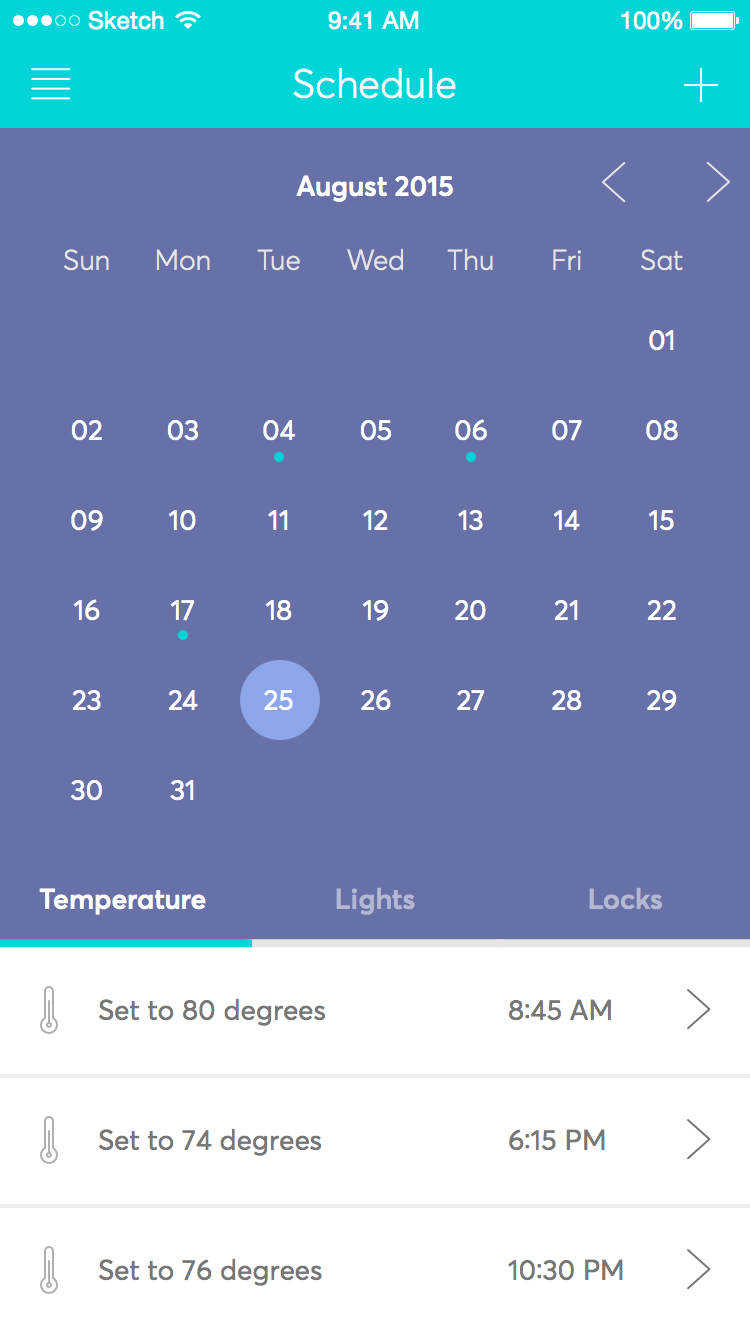 Sketch 9:41 AM 100%
Schedule
August 2015
Sun Mon Tue Wed Thu Fri Sat
01
02 03 04 05 06 07 08
09 10 11 12 13 14 15
16 17 18 19 20 21 22
23 24 25 26 27 28 29
30 31
Temperature Lights Locks
Set to 80 degrees 8:45 AM
Set to 74 degrees 6:15 PM
Set to 76 degrees 10:30 PM